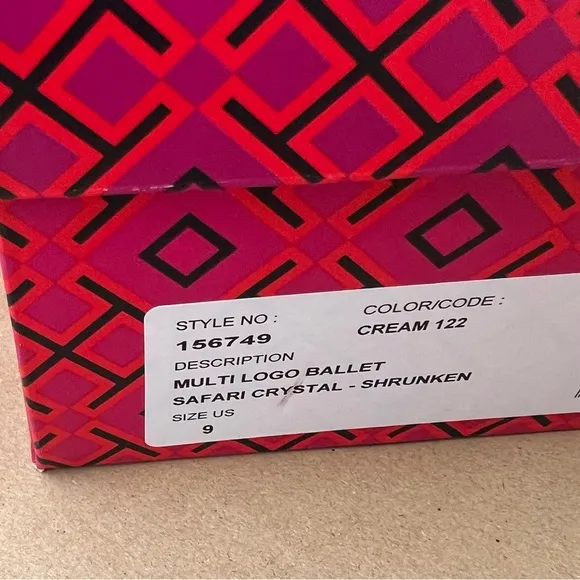 STYLE NO :
156749
COLOR/CODE :
CREAM 122
DESCRIPTION
MULTI LOGO BALLET
SAFARI CRYSTAL - SHRUNKEN
SIZE US
9